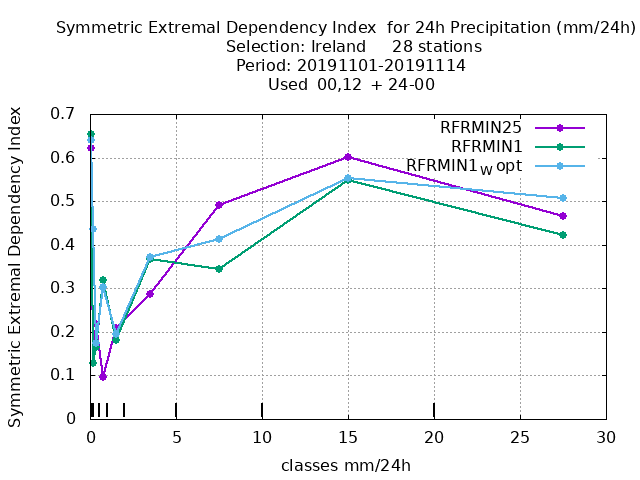 Symmetric Extremal Dependency Index  for 24h Precipitation (mm/24h)
Selection: Ireland     28 stations
Period: 20191101-20191114
Used  00,12  + 24-00
Symmetric Extremal Dependency Index
0.7
0.6
0.5
0.4
0.3
0.2
0.1
0
RFRMIN25
RFRMIN1
RFRMIN1W opt
0 5 10 15 20 25 30
classes mm/24h